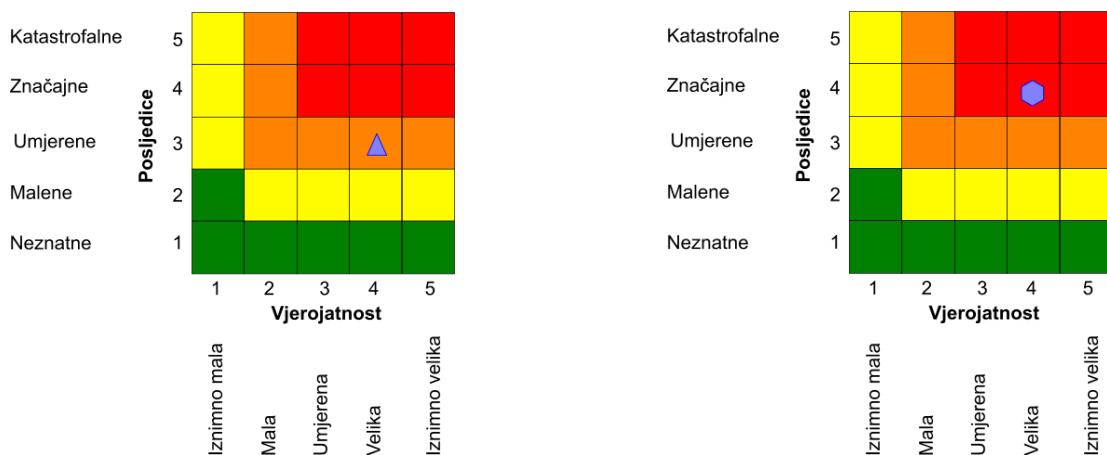 Katastrofalne 5
Značajne 4
Umjerene 3
Malene 2
Neznatne 1
Posljedice
1 2 3 4 5
Vjerojatnost
Iznimno mala
Mala
Umjerena
Velika
Iznimno velika
Katastrofalne 5
Značajne 4
Umjerene 3
Malene 2
Neznatne 1
Posljedice
1 2 3 4 5
Vjerojatnost
Iznimno mala
Mala
Umjerena
Velika
Iznimno velika